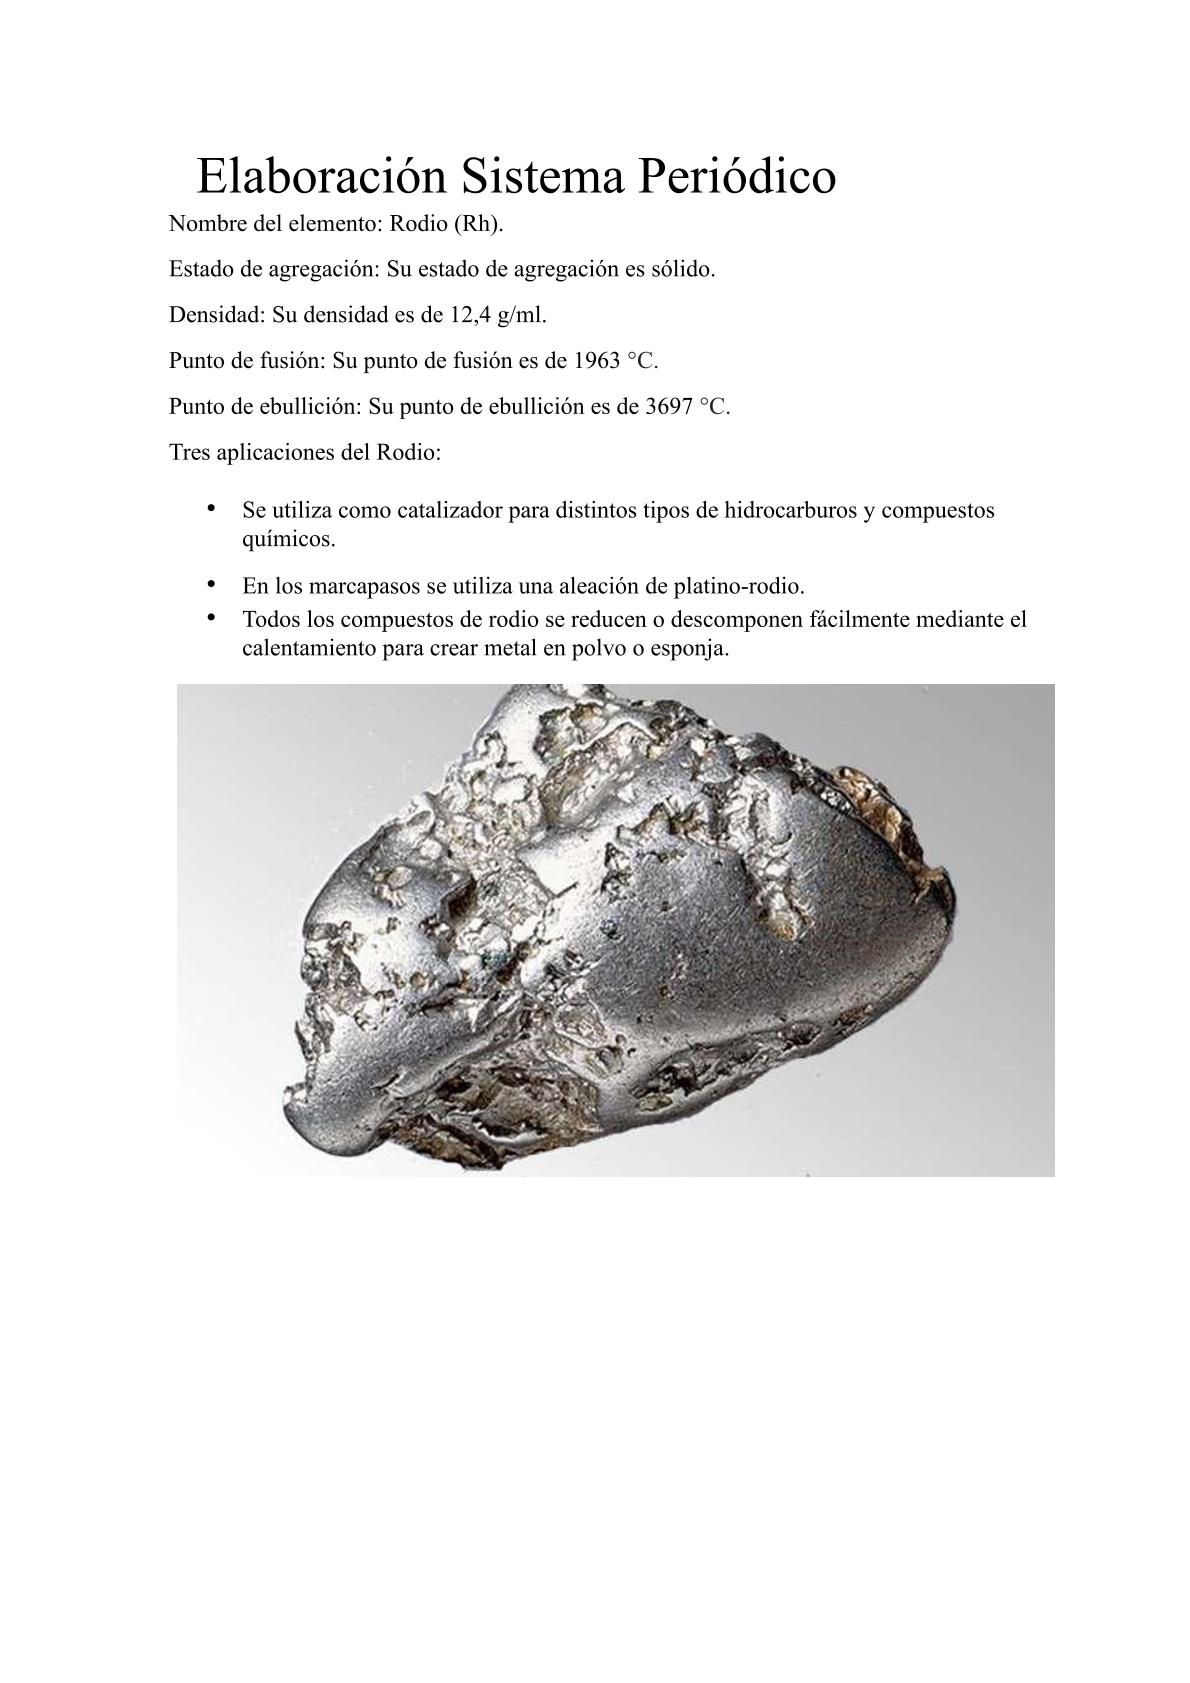 Elaboración Sistema Periódico
Nombre del elemento: Rodio (Rh).
Estado de agregación: Su estado de agregación es sólido.
Densidad: Su densidad es de 12,4 g/ml.
Punto de fusión: Su punto de fusión es de 1963 °C.
Punto de ebullición: Su punto de ebullición es de 3697 °C.
Tres aplicaciones del Rodio:
• Se utiliza como catalizador para distintos tipos de hidrocarburos y compuestos
químicos.
• En los marcapasos se utiliza una aleación de platino-rodio.
• Todos los compuestos de rodio se reducen o descomponen fácilmente mediante el
calentamiento para crear metal en polvo o esponja.